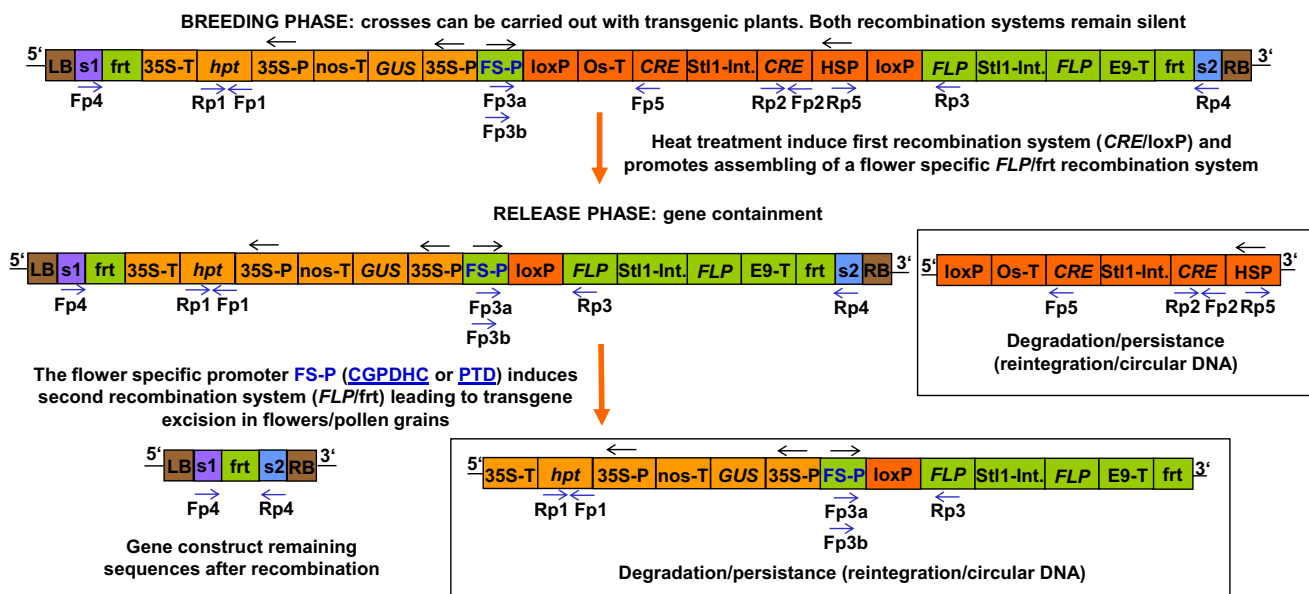 BREEDING PHASE: crosses can be carried out with transgenic plants. Both recombination systems remain silent
5‘ LB s1 frt 35S-T hpt 35S-P nos-T GUS 35S-P FS-P loxP Os-T CRE Stl1-Int. CRE HSP loxP FLP Stl1-Int. FLP E9-T frt s2 RB 3‘
Fp4 Rp1 Fp1 Fp3a Fp5 Rp2 Fp2 Rp5 Rp3 Rp4
Fp3b
Heat treatment induce first recombination system (CRE/loxP) and
promotes assembling of a flower specific FLP/frt recombination system
RELEASE PHASE: gene containment
5‘ LB s1 frt 35S-T hpt 35S-P nos-T GUS 35S-P FS-P loxP FLP Stl1-Int. FLP E9-T frt s2 RB 3‘
Fp4 Rp1 Fp1 Fp3a Rp3 Rp4
Fp3b
5‘ loxP Os-T CRE Stl1-Int. CRE HSP 3‘
Fp5 Rp2 Fp2 Rp5
Degradation/persistance
(reintegration/circular DNA)
The flower specific promoter FS-P (CGPDHC or PTD) induces
second recombination system (FLP/frt) leading to transgene
excision in flowers/pollen grains
5‘ LB s1 frt s2 RB 3‘
Fp4 Rp4
Gene construct remaining
sequences after recombination
5‘ 35S-T hpt 35S-P nos-T GUS 35S-P FS-P loxP FLP Stl1-Int. FLP E9-T frt 3‘
Rp1 Fp1 Fp3a Rp3
Fp3b
Degradation/persistance (reintegration/circular DNA)